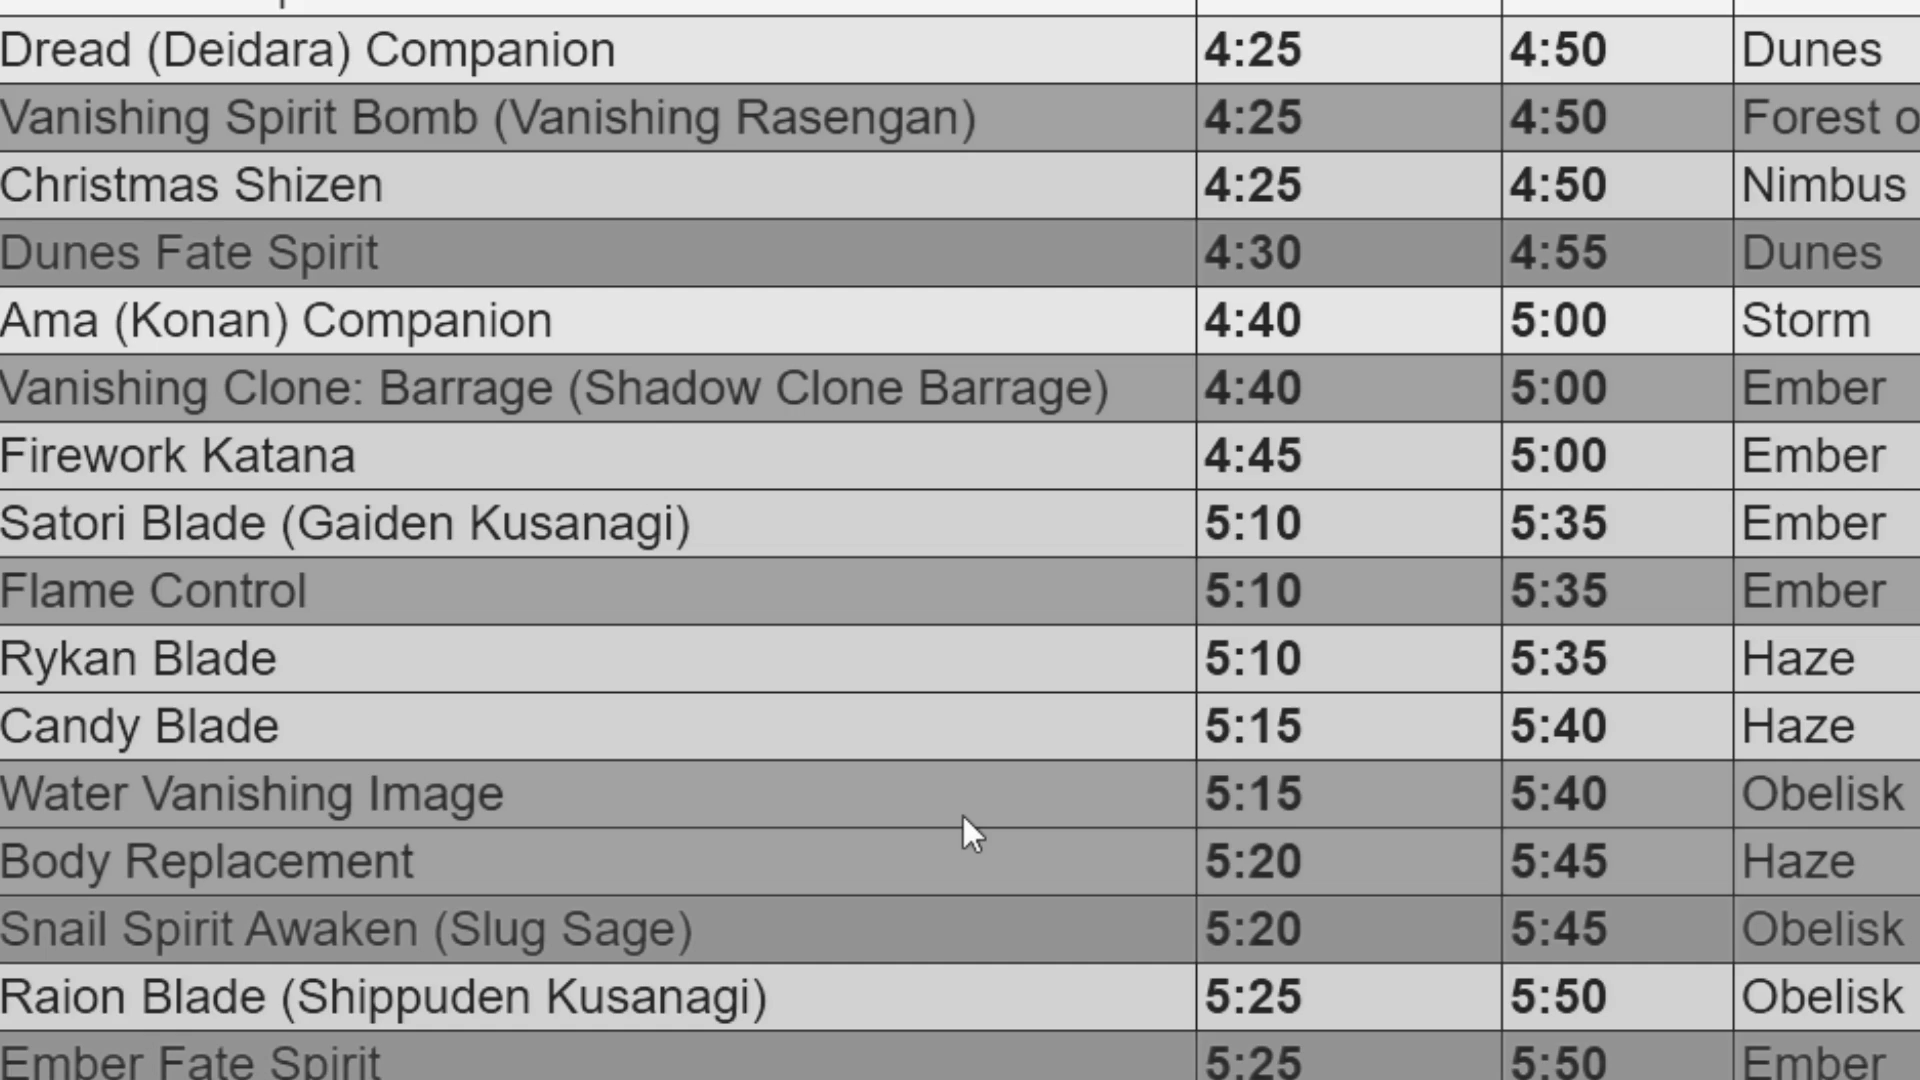 Dread (Deidara) Companion 4:25 4:50 Dunes
Vanishing Spirit Bomb (Vanishing Rasengan) 4:25 4:50 Forest o
Christmas Shizen 4:25 4:50 Nimbus
Dunes Fate Spirit 4:30 4:55 Dunes
Ama (Konan) Companion 4:40 5:00 Storm
Vanishing Clone: Barrage (Shadow Clone Barrage) 4:40 5:00 Ember
Firework Katana 4:45 5:00 Ember
Satori Blade (Gaiden Kusanagi) 5:10 5:35 Ember
Flame Control 5:10 5:35 Ember
Rykan Blade 5:10 5:35 Haze
Candy Blade 5:15 5:40 Haze
Water Vanishing Image 5:15 5:40 Obelisk
Body Replacement 5:20 5:45 Haze
Snail Spirit Awaken (Slug Sage) 5:20 5:45 Obelisk
Raion Blade (Shippuden Kusanagi) 5:25 5:50 Obelisk
Ember Fate Spirit 5:25 5:50 Ember